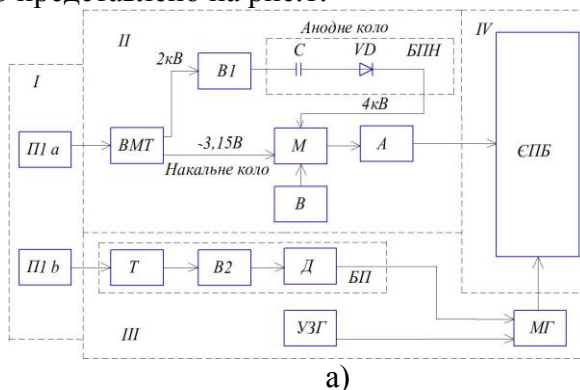 представлено на рис.1.
Анодне коло
IV
II
C
VD
БПН
2кВ
B1
I
4кВ
П1 a
ВМТ
~3,15В
М
А
ЄПБ
Накальне коло
В
П1 b
Т
В2
Д
БП
УЗГ
МГ
III
а)